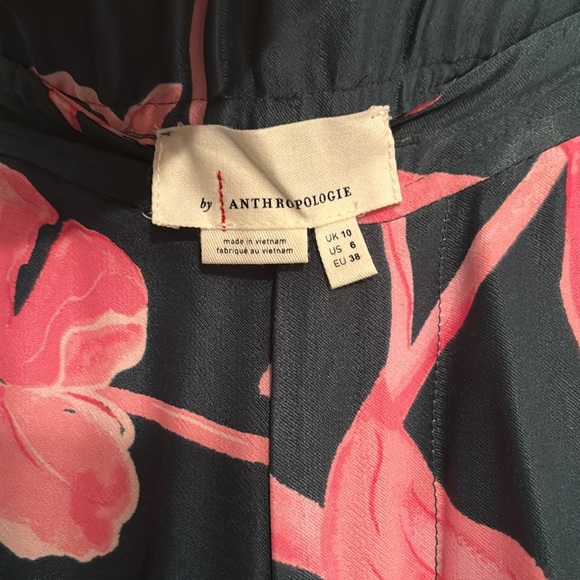 by ANTHROPOLOGIE
made in vietnam
fabriqué au vietnam
UK 10
US 6
EU 38